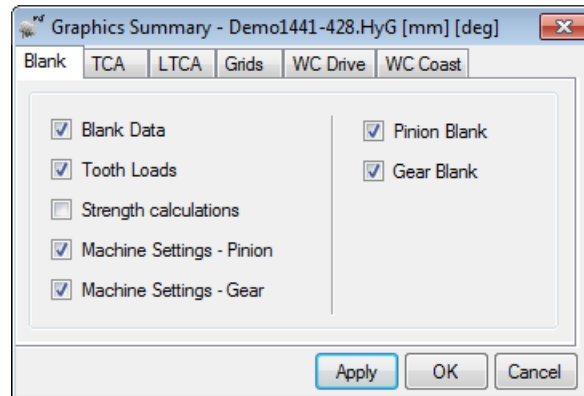 Graphics Summary - Demo1441-428.HyG [mm] [deg]
Blank TCA LTCA Grids WC Drive WC Coast
Blank Data
Tooth Loads
Strength calculations
Machine Settings - Pinion
Machine Settings - Gear
Pinion Blank
Gear Blank
Apply OK Cancel